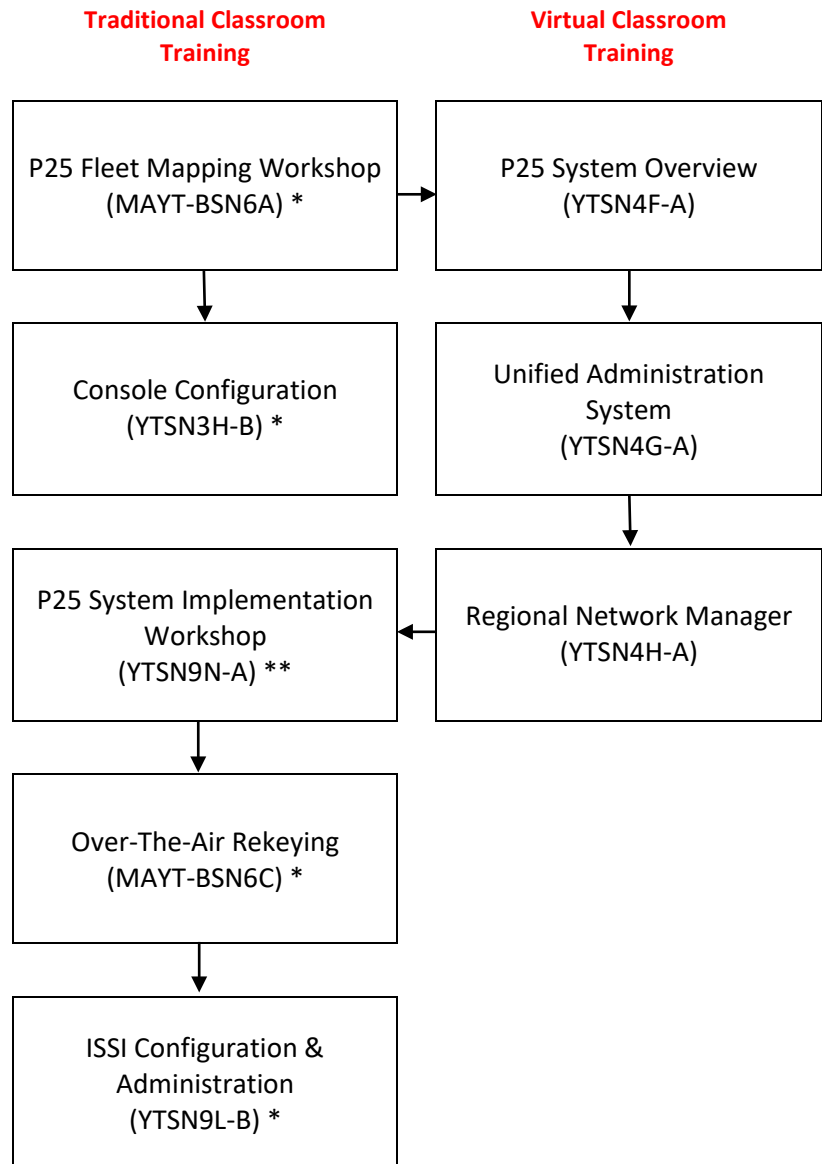 Traditional Classroom
Training
Virtual Classroom
Training
P25 Fleet Mapping Workshop
(MAYT-BSN6A) *
P25 System Overview
(YTSN4F-A)
Console Configuration
(YTSN3H-B) *
Unified Administration
System
(YTSN4G-A)
P25 System Implementation
Workshop
(YTSN9N-A) **
Regional Network Manager
(YTSN4H-A)
Over-The-Air Rekeying
(MAYT-BSN6C) *
ISSI Configuration &
Administration
(YTSN9L-B) *